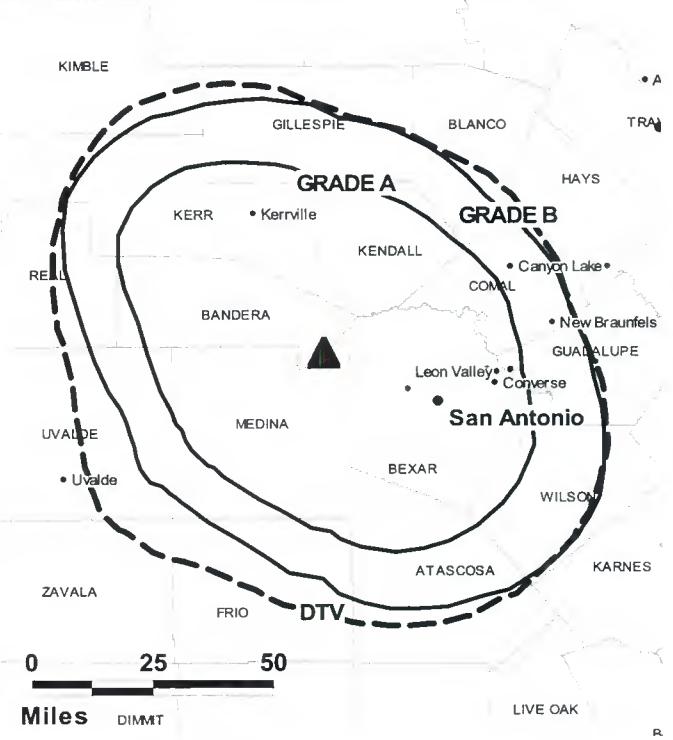 KIMBLE
A
GILLESPIE
BLANCO
TRAV
HAYS
GRADE A
GRADE B
KERR
Kerrville
KENDALL
Canyon Lake
REAL
COMAL
BANDERA
New Braunfels
GUADALUPE
Leon Valley
Converse
San Antonio
MEDINA
UVALDE
BEXAR
Uvalde
WILSON
ATASCOSA
KARNES
ZAVALA
FRIO
DTV
0 25 50
Miles
DIMMIT
LIVE OAK